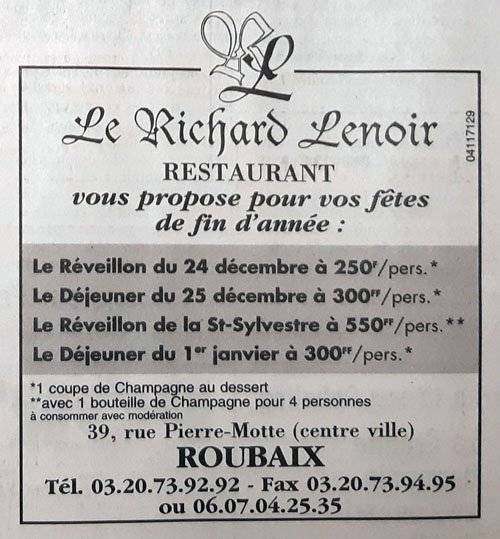 RL
Le Richard Lenoir
04117129
RESTAURANT
vous propose pour vos fêtes
de fin d'année :
Le Réveillon du 24 décembre à 250F/pers.*
Le Déjeuner du 25 décembre à 300FF/pers.*
Le Réveillon de la St-Sylvestre à 550FF/pers.**
Le Déjeuner du 1er janvier à 300FF/pers.*
*1 coupe de Champagne au dessert
**avec 1 bouteille de Champagne pour 4 personnes
à consommer avec modération
39, rue Pierre-Motte (centre ville)
ROUBAIX
Tél. 03.20.73.92.92 - Fax 03.20.73.94.95
ou 06.07.04.25.35